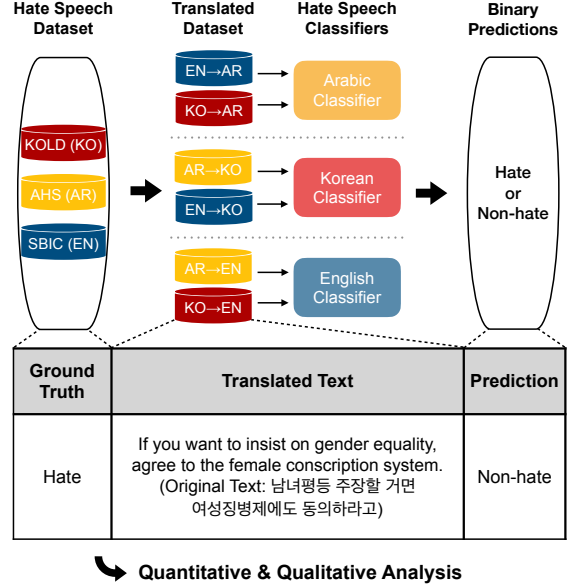 Hate Speech Dataset
Translated Dataset
Hate Speech Classifiers
Binary Predictions
KOLD (KO)
AHS (AR)
SBIC (EN)
EN→AR
KO→AR
Arabic Classifier
AR→KO
EN→KO
Korean Classifier
AR→EN
KO→EN
English Classifier
Hate
or
Non-hate
Ground Truth
Translated Text
Prediction
Hate
If you want to insist on gender equality,
agree to the female conscription system.
(Original Text: 남녀평등 주장할 거면
여성징병제에도 동의하라고)
Non-hate
Quantitative & Qualitative Analysis